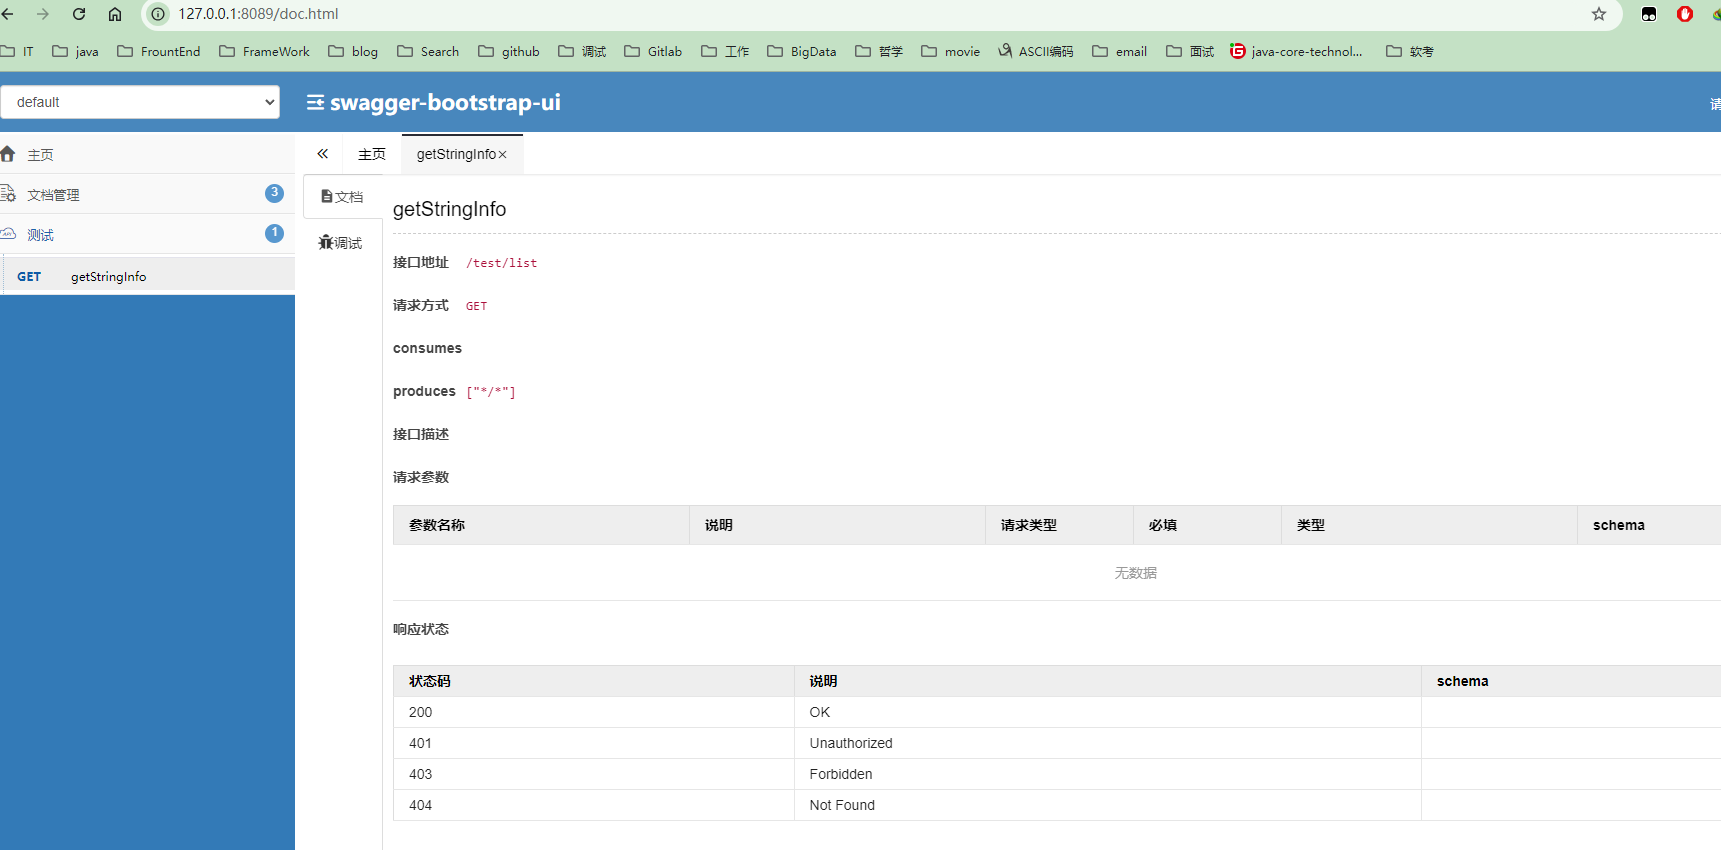 127.0.0.1:8089/doc.html
IT java FrountEnd FrameWork blog Search github 调试 Gitlab 工作 BigData 哲学 movie ASCII编码 email 面试 java-core-technol... 软考
default
swagger-bootstrap-ui
请
主页
文档管理 3
测试 1
GET getStringInfo
主页 getStringInfo×
文档
调试
getStringInfo
接口地址 /test/list
请求方式 GET
consumes
produces ["*/*"]
接口描述
请求参数
参数名称 说明 请求类型 必填 类型 schema
无数据
响应状态
状态码 说明 schema
200 OK
401 Unauthorized
403 Forbidden
404 Not Found